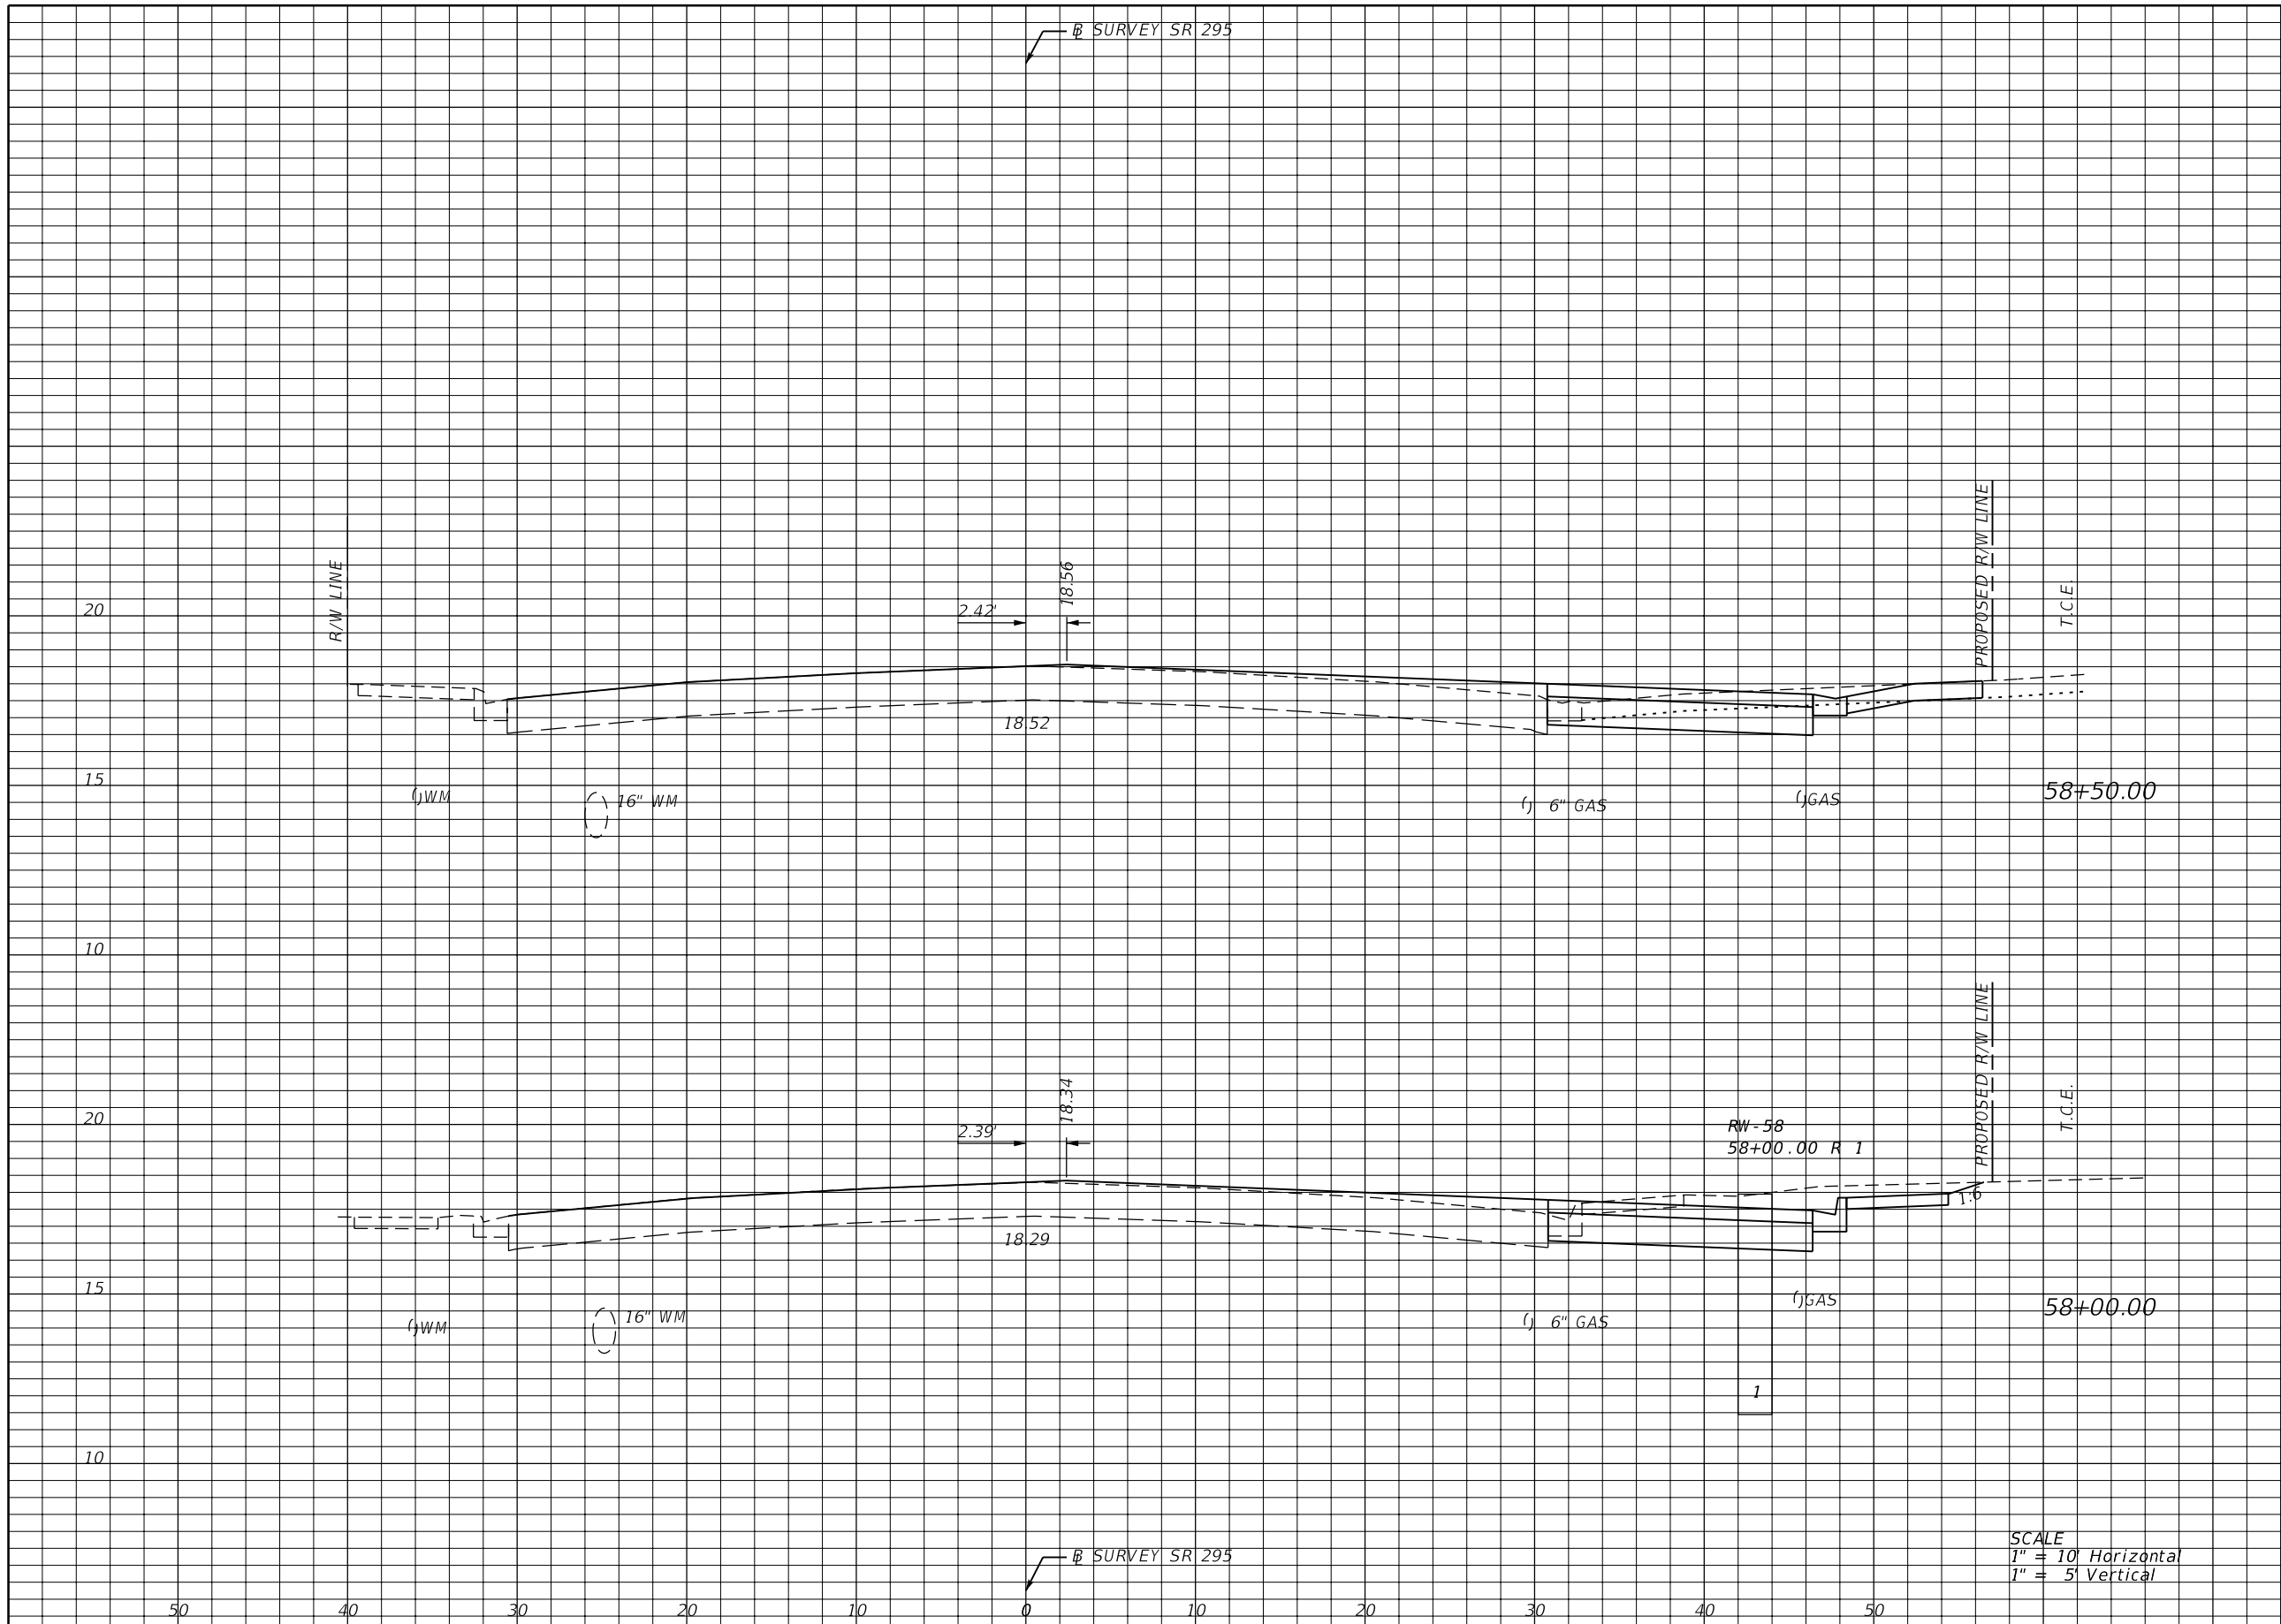 BL SURVEY SR 295
PROPOSED R/W LINE
R/W LINE
18.56
T.C.E.
20
2.42'
18.52
15
WM
16" WM
6" GAS
GAS
58+50.00
10
PROPOSED R/W LINE
18.34
T.C.E.
20
2.39'
RW-58
58+00.00 R 1
1:6
18.29
15
WM
16" WM
6" GAS
GAS
58+00.00
1
10
SCALE
1" = 10' Horizontal
1" = 5' Vertical
BL SURVEY SR 295
50 40 30 20 10 0 10 20 30 40 50